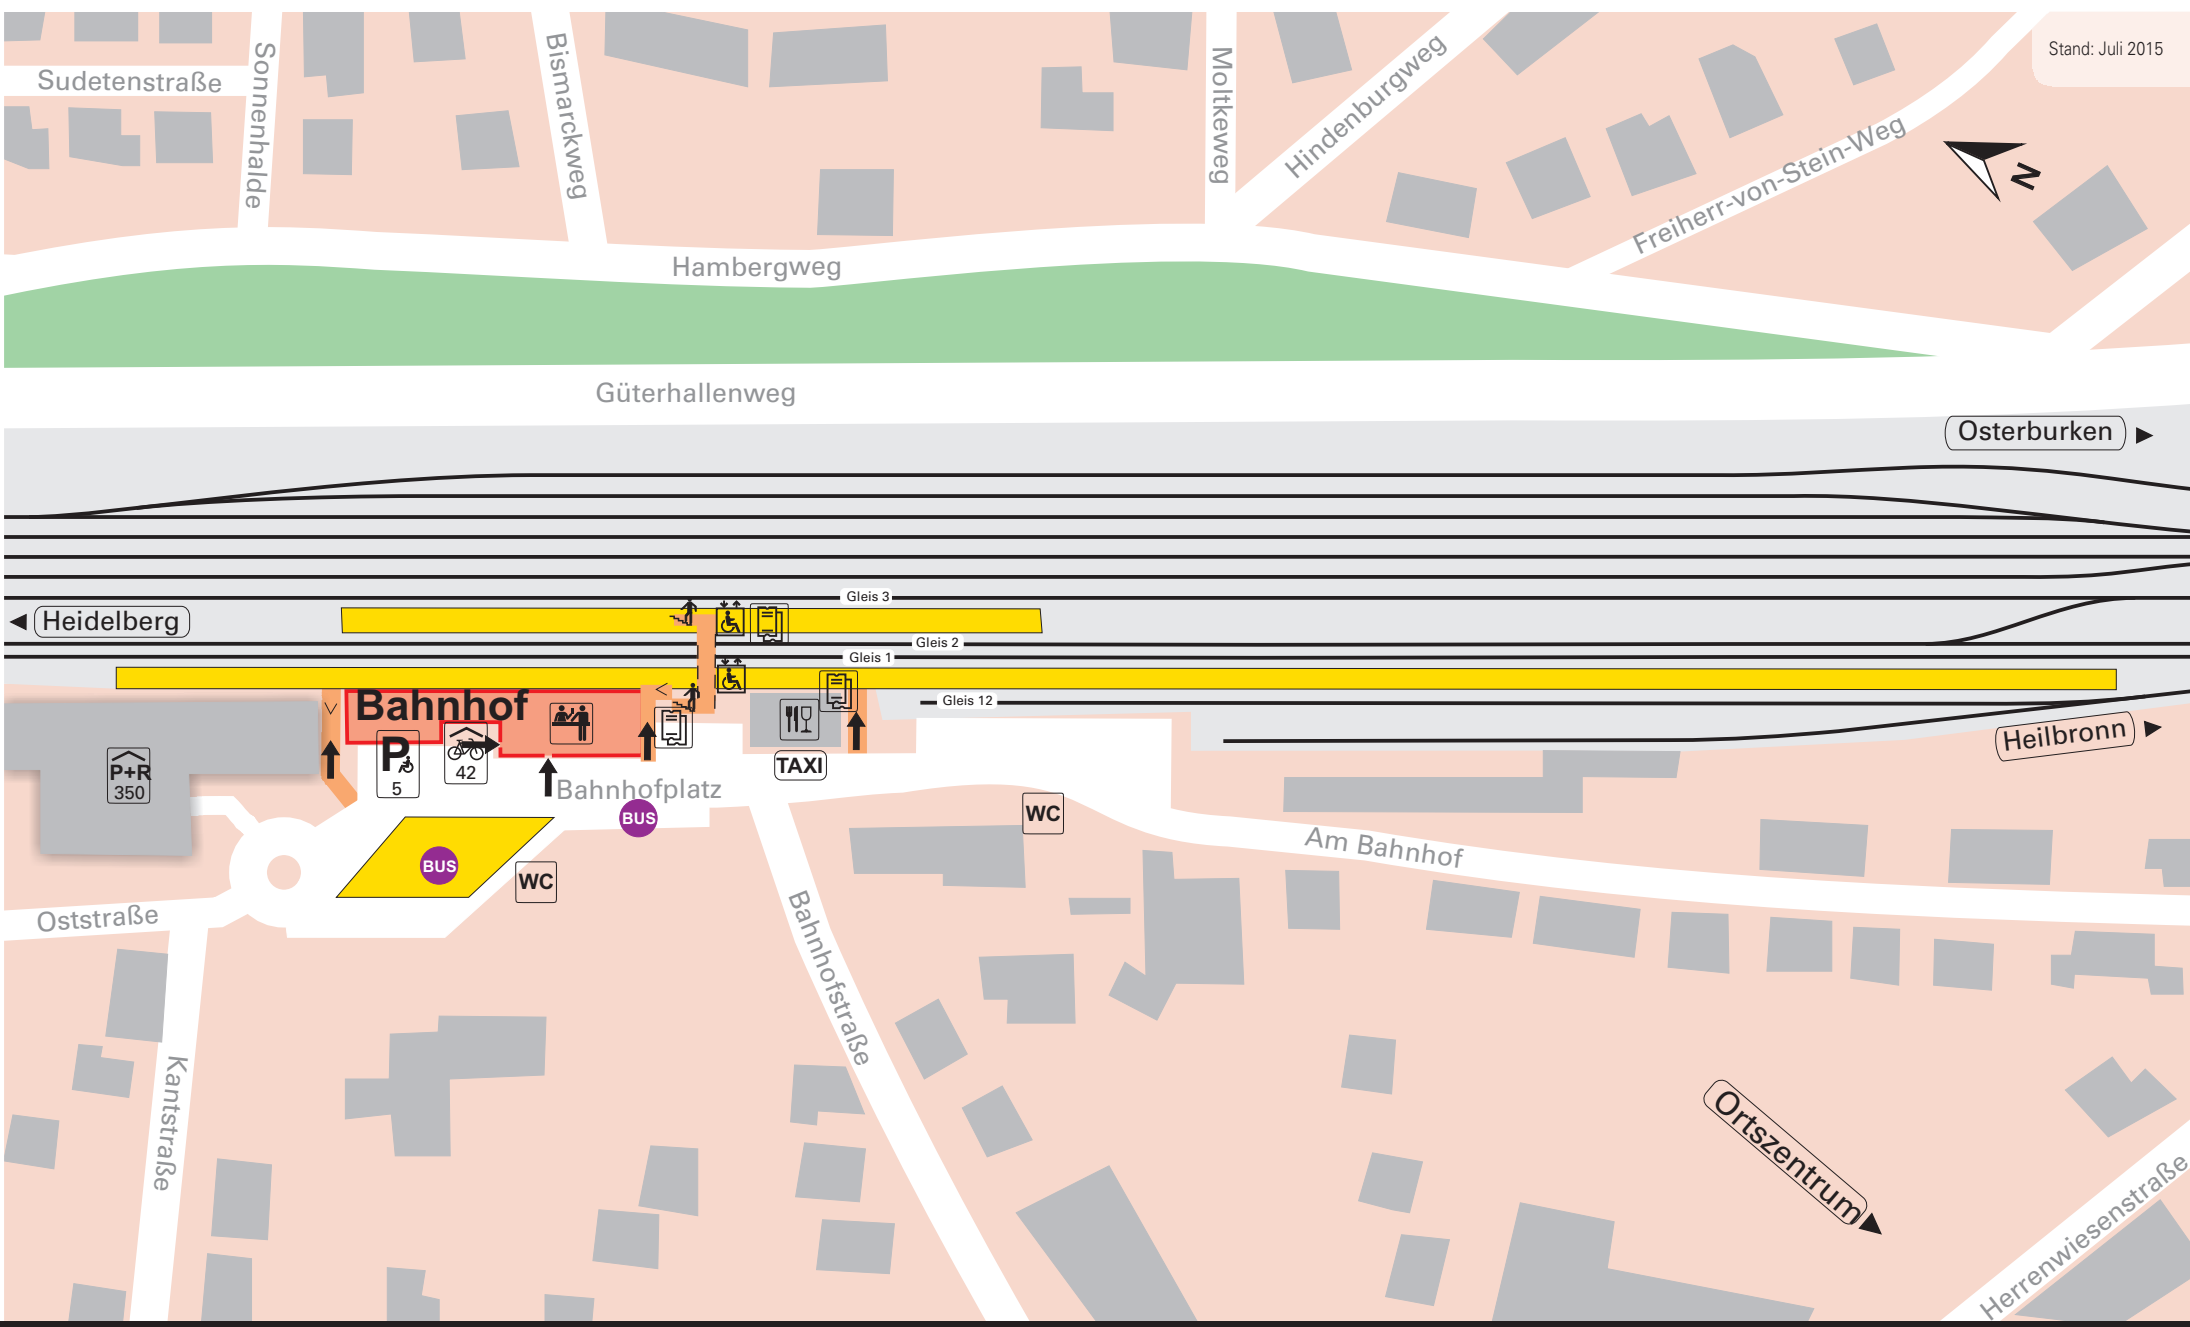 Stand: Juli 2015
Sudetenstraße
Sonnenhalde
Bismarckweg
Moltkeweg
Hindenburgweg
Freiherr-von-Stein-Weg
N
Hambergweg
Güterhallenweg
Osterburken
Heidelberg
Gleis 3
Gleis 2
Gleis 1
Gleis 12
Bahnhof
Heilbronn
P+R
350
P
5
42
TAXI
Bahnhofplatz
BUS
WC
BUS
WC
Am Bahnhof
Oststraße
Bahnhofstraße
Kantstraße
Ortszentrum
Herrenwiesenstraße